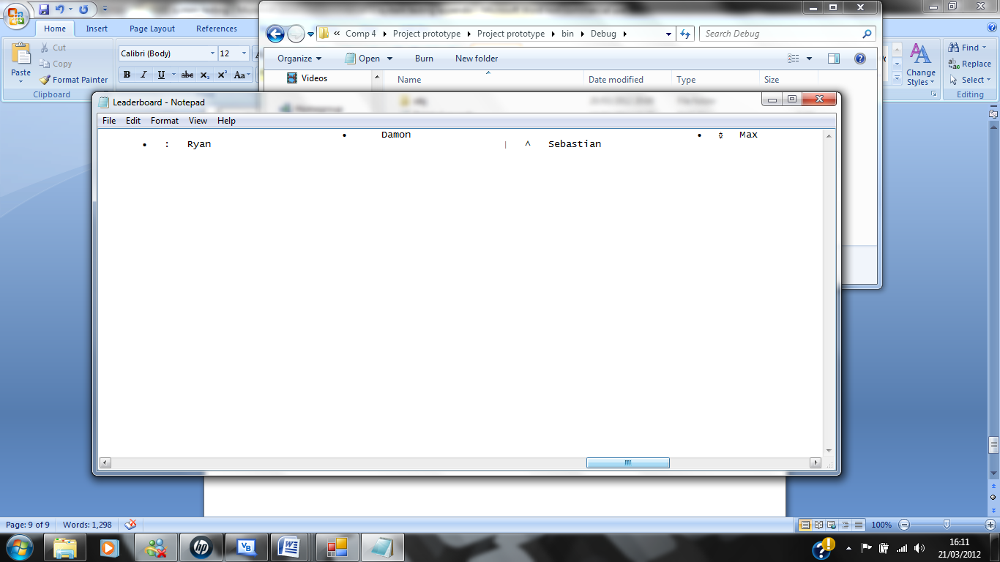 Home Insert Page Layout References
Cut
Copy
Format Painter
Paste
Clipboard
Calibri (Body) 12
B I U abc X₂ X² Aa
« Comp 4 Project prototype Project prototype bin Debug
Search Debug
Organize Open Burn New folder
Videos
Name Date modified Type Size
Change Styles
Find
Replace
Select
Editing
Leaderboard - Notepad
File Edit Format View Help
• Damon • ¤ Max
• : Ryan | ^ Sebastian
Page: 9 of 9 Words: 1,298
100%
hp
VB
W
16:11
21/03/2012